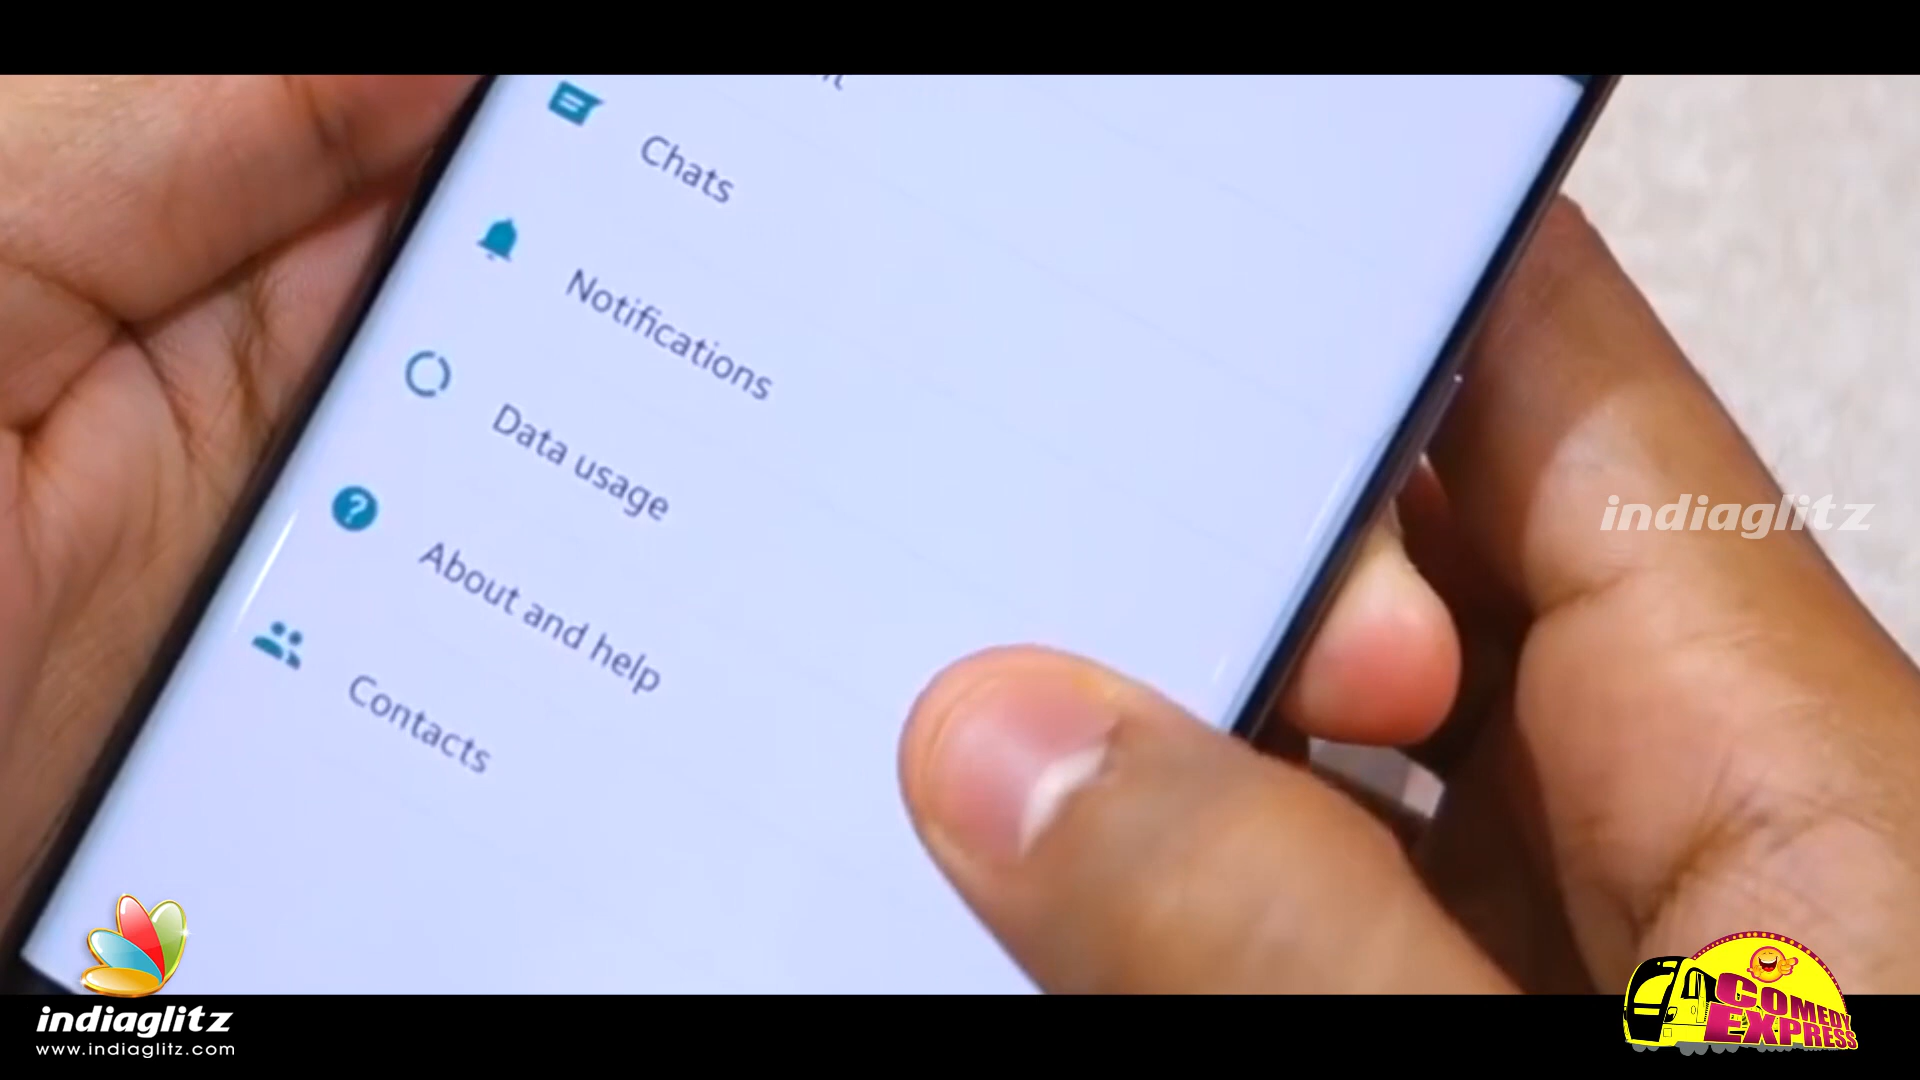 Chats
Notifications
Data usage
About and help
Contacts
indiaglitz
indiaglitz
www.indiaglitz.com
COMEDY
EXPRESS